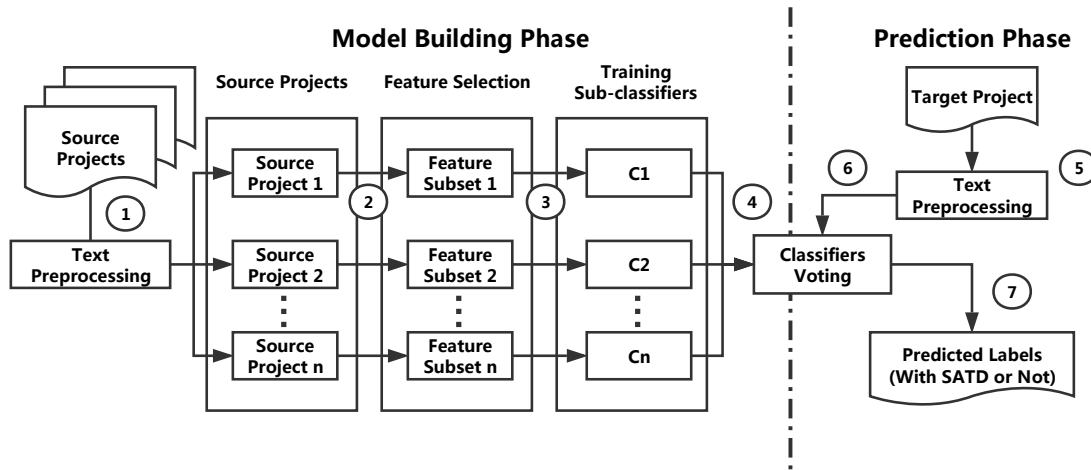 Model Building Phase
Prediction Phase
Source Projects
Feature Selection
Training
Sub-classifiers
Source
Projects
1
Text
Preprocessing
Source
Project 1
Source
Project 2
Source
Project n
2
Feature
Subset 1
Feature
Subset 2
Feature
Subset n
3
C1
C2
Cn
4
Target Project
5
Text
Preprocessing
6
Classifiers
Voting
7
Predicted Labels
(With SATD or Not)